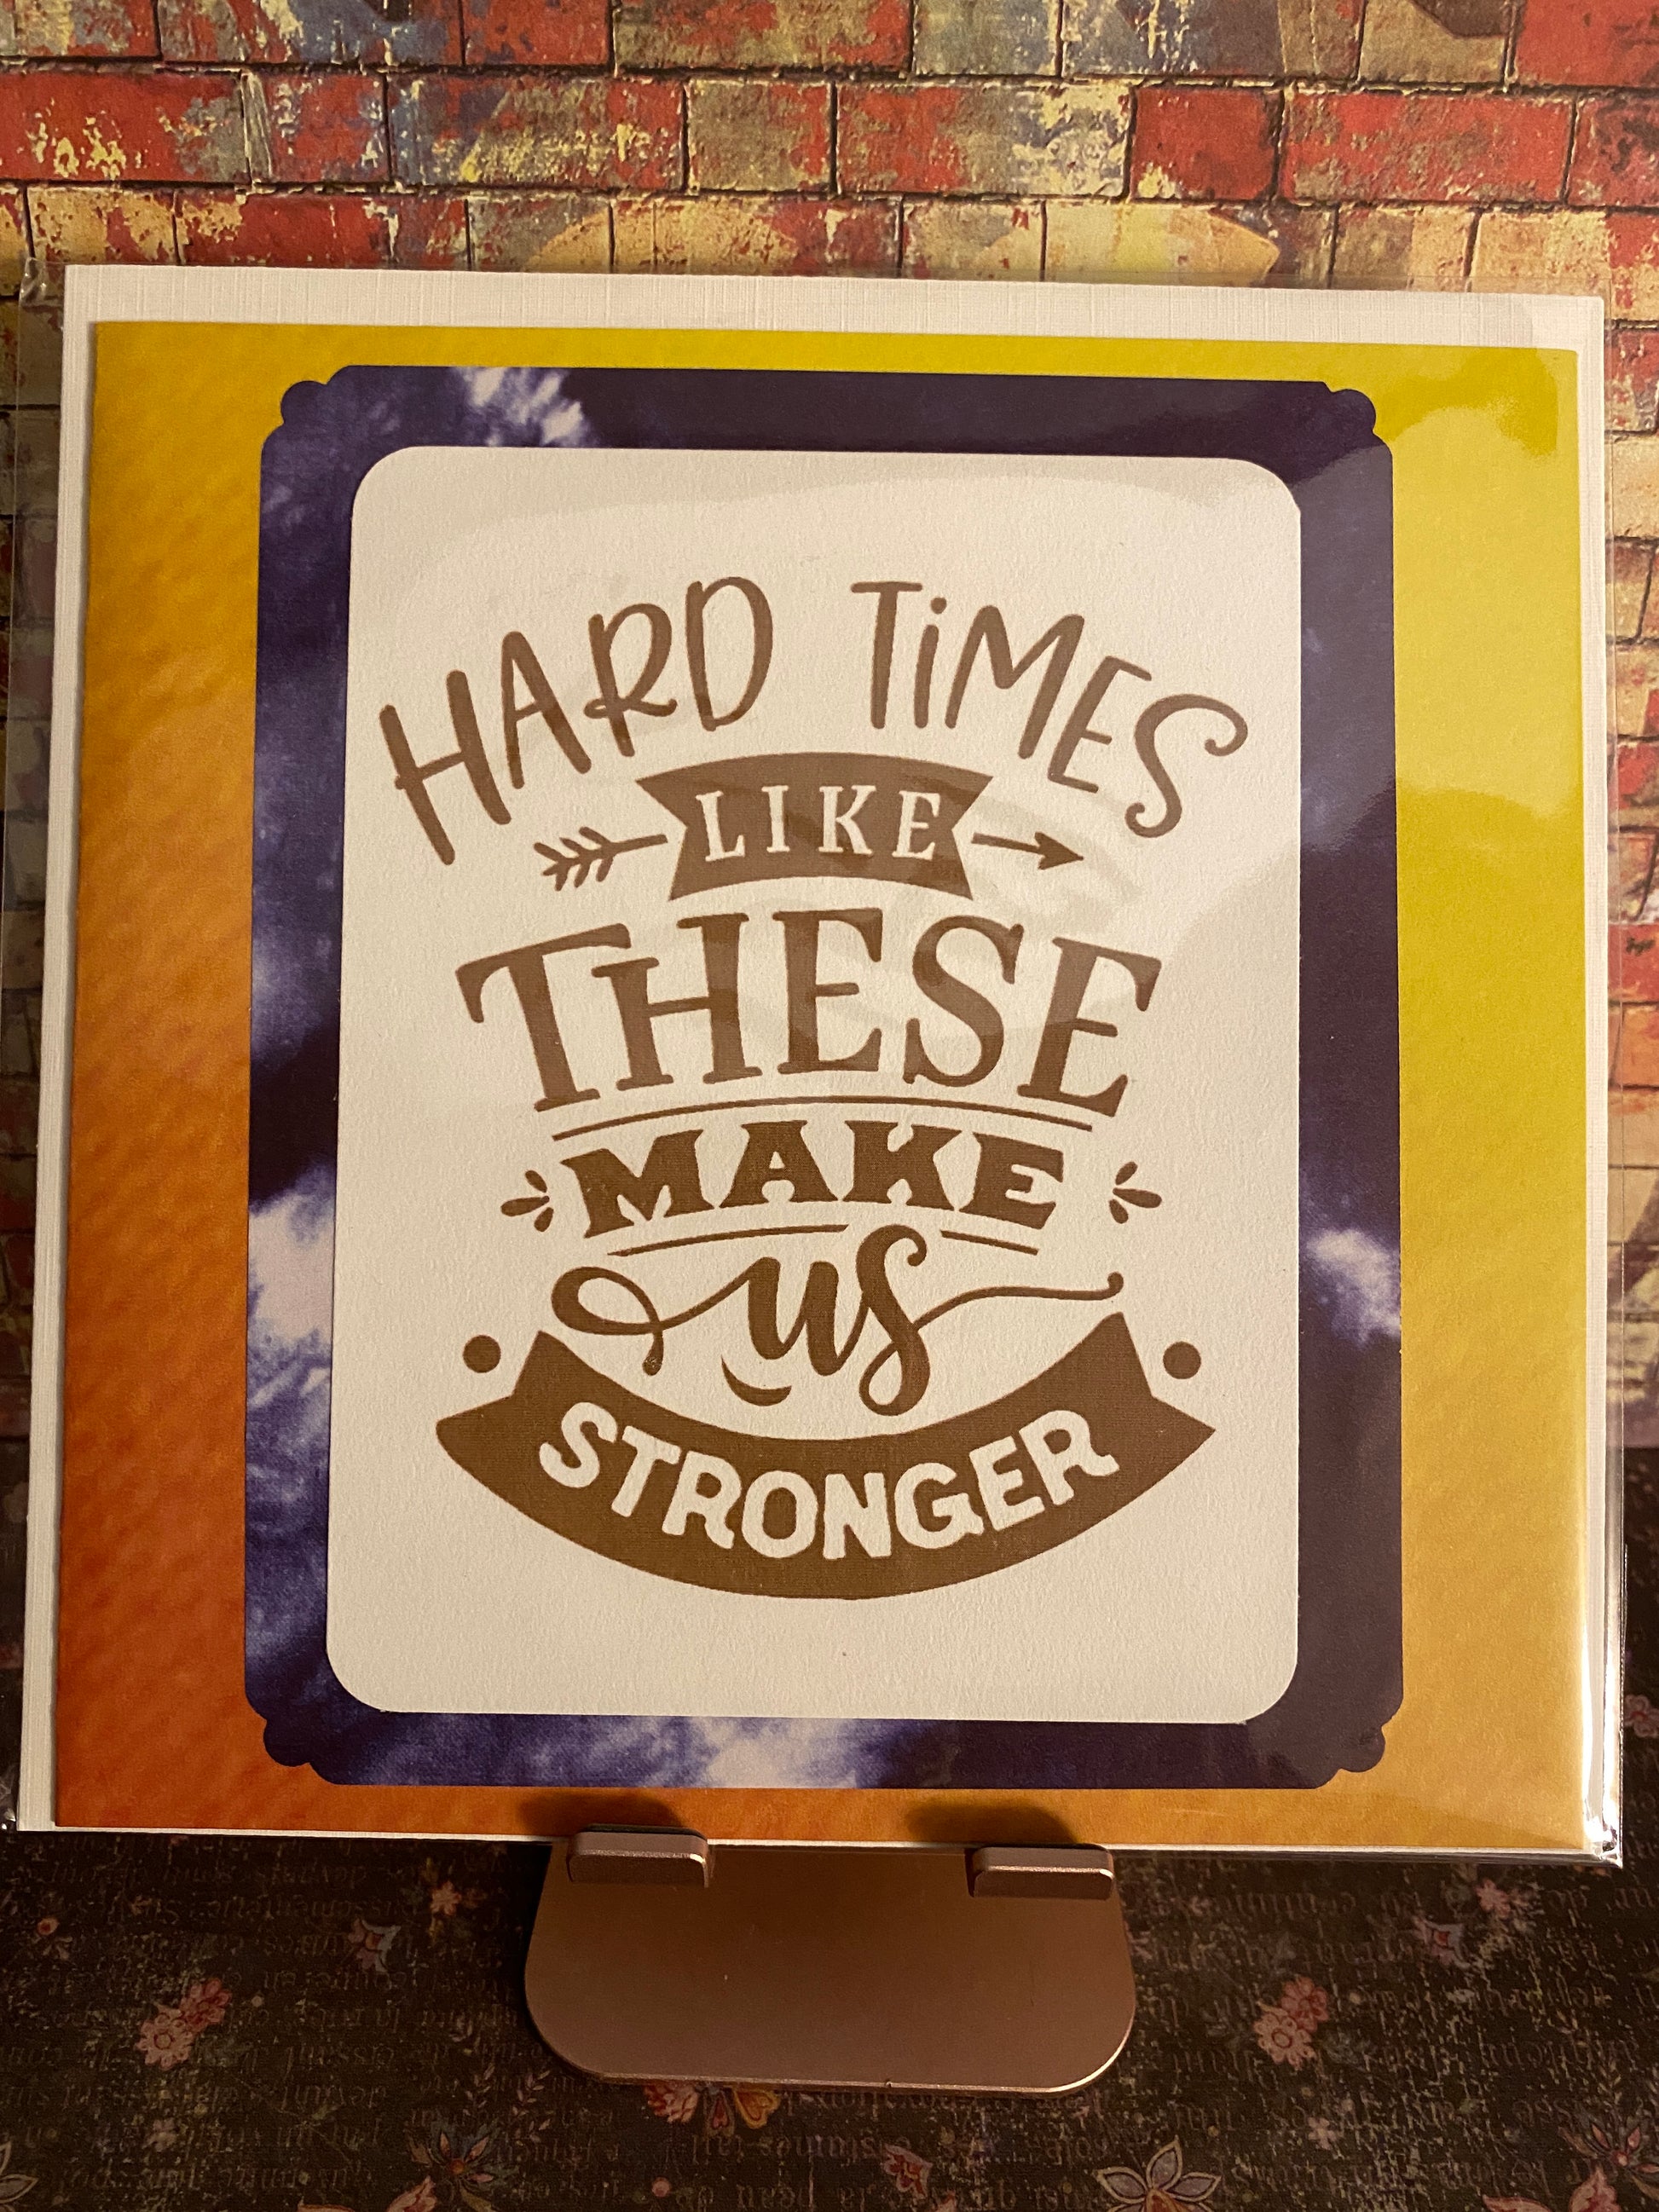 HARD TiMES
LIKE
THESE
MAKE
us
STRONGER